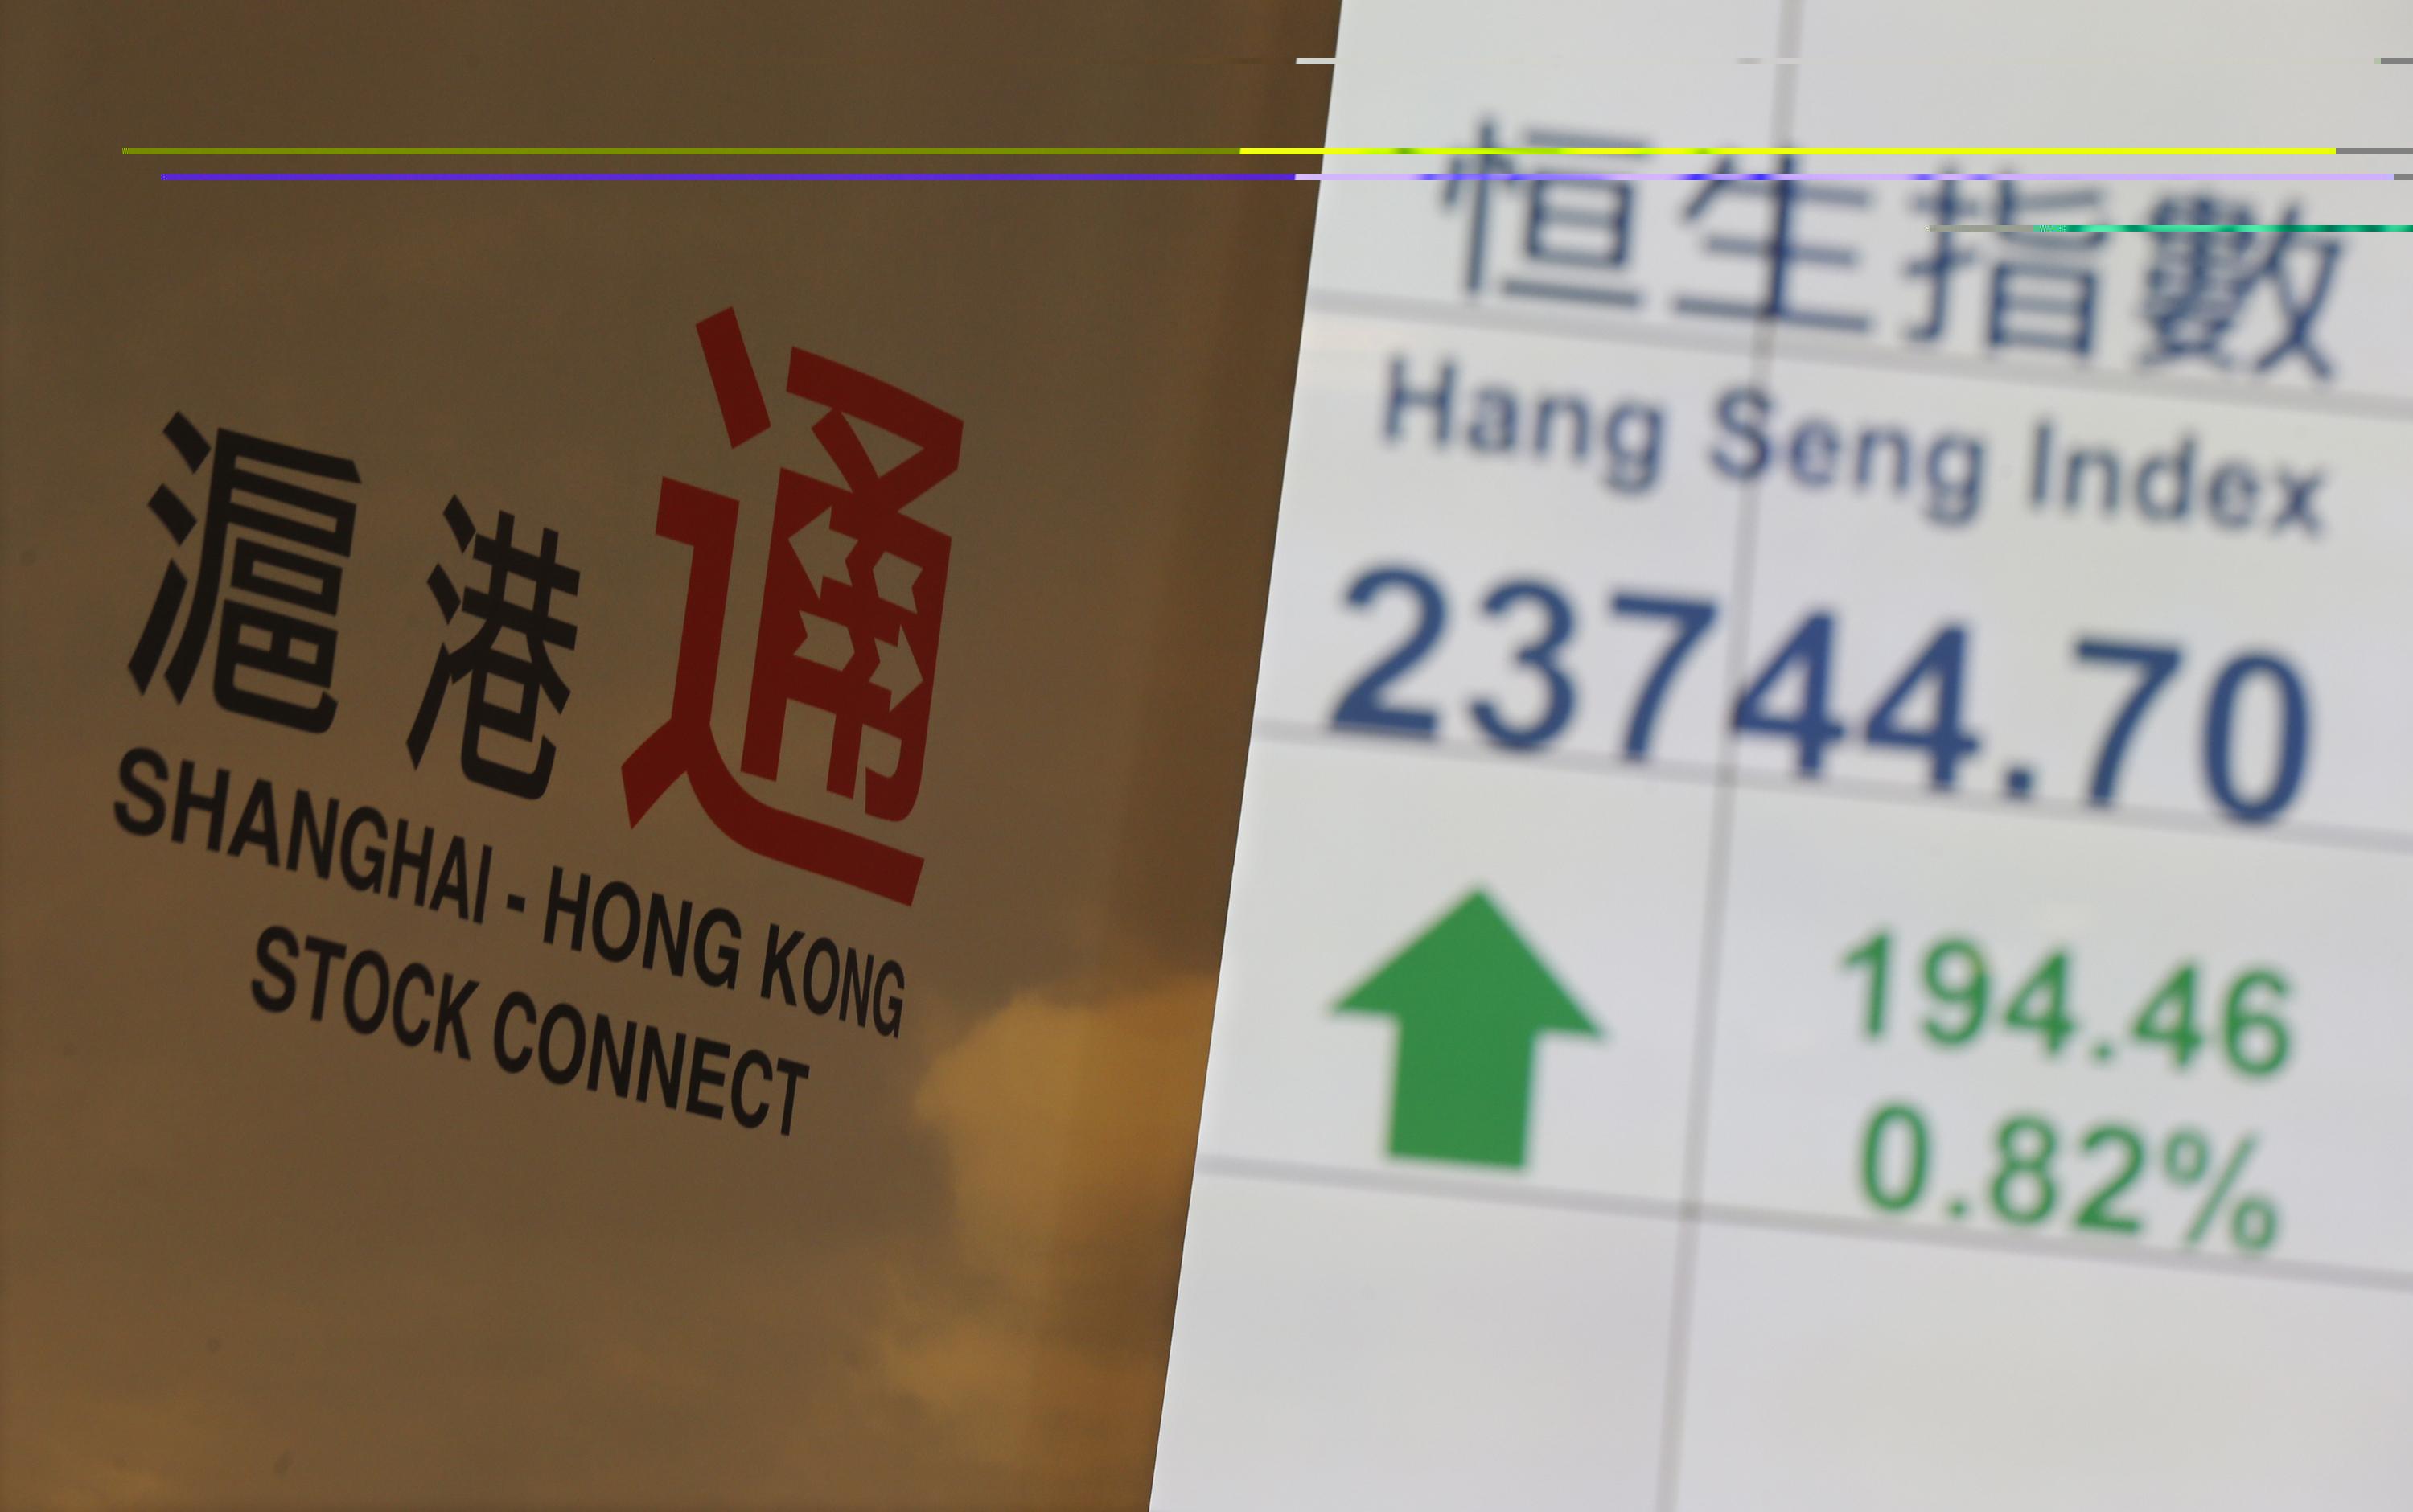 滬港通
SHANGHAI - HONG KONG
STOCK CONNECT
恒生指數
Hang Seng Index
23744.70
194.46
0.82%